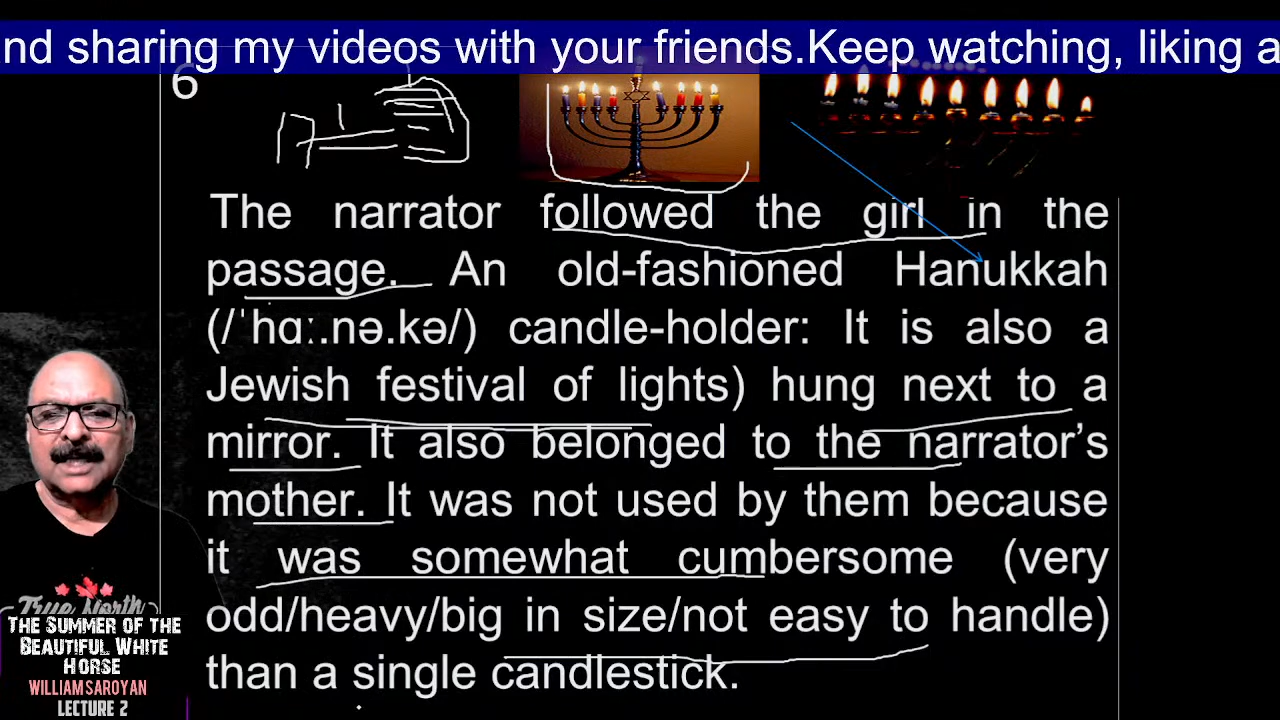 nd sharing my videos with your friends.Keep watching, liking a
6
The narrator followed the girl in the
passage. An old-fashioned Hanukkah
(/ˈhɑː.nə.kə/) candle-holder: It is also a
Jewish festival of lights) hung next to a
mirror. It also belonged to the narrator’s
mother. It was not used by them because
it was somewhat cumbersome (very
odd/heavy/big in size/not easy to handle)
than a single candlestick.
True North
The Summer of the
Beautiful White
Horse
William Saroyan
Lecture 2